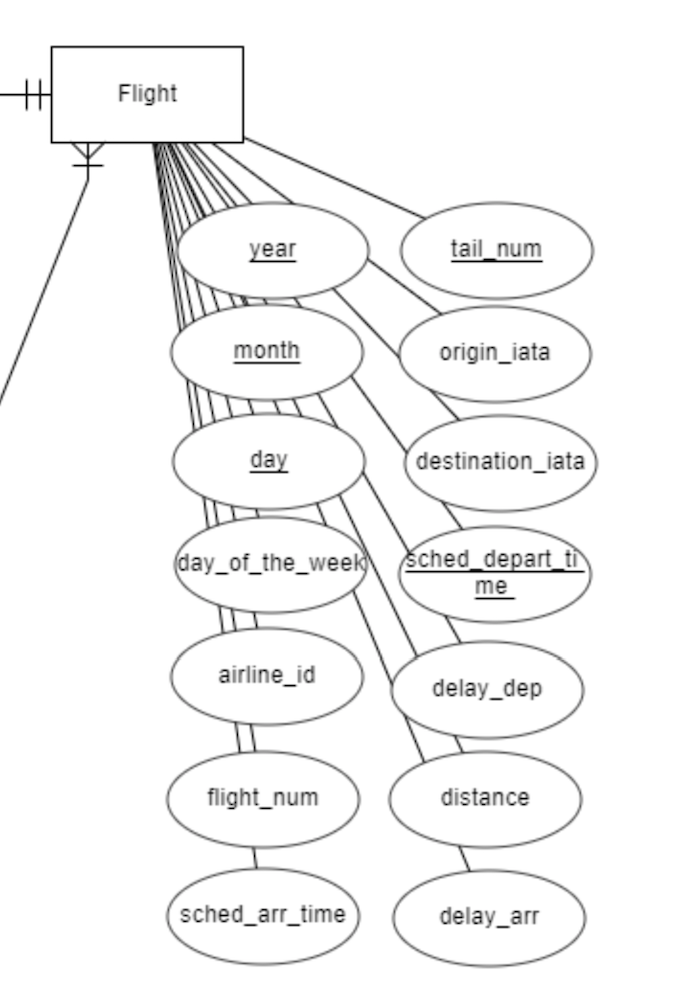 Flight
year
tail_num
month
origin_iata
day
destination_iata
day_of_the_week
sched_depart_ti
me
airline_id
delay_dep
flight_num
distance
sched_arr_time
delay_arr